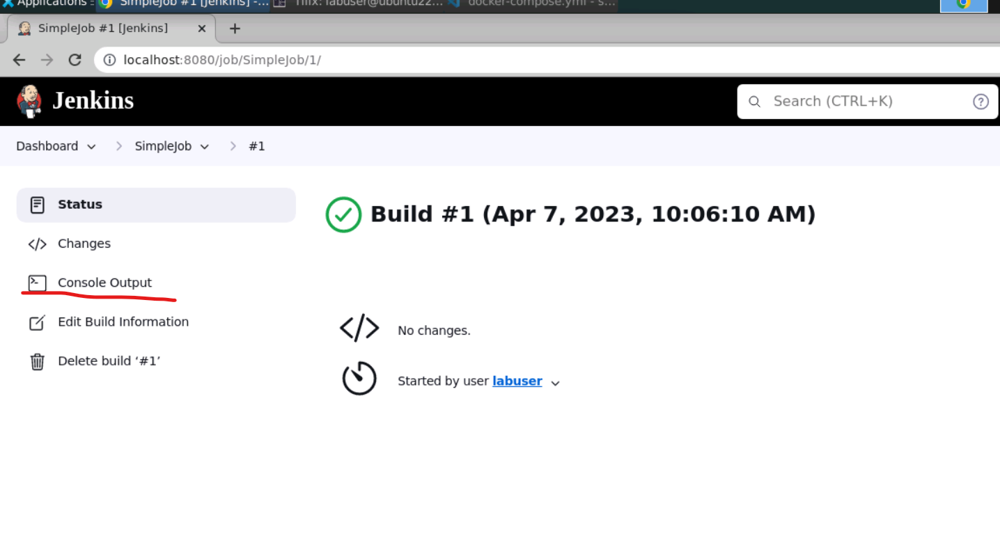 Applications
SimpleJob #1 [Jenkins] -...
Tilix: labuser@ubuntu22...
docker-compose.yml - s...
SimpleJob #1 [Jenkins]
localhost:8080/job/SimpleJob/1/
Jenkins
Search (CTRL+K)
Dashboard
SimpleJob
#1
Status
Changes
Console Output
Edit Build Information
Delete build ‘#1’
Build #1 (Apr 7, 2023, 10:06:10 AM)
No changes.
Started by user labuser